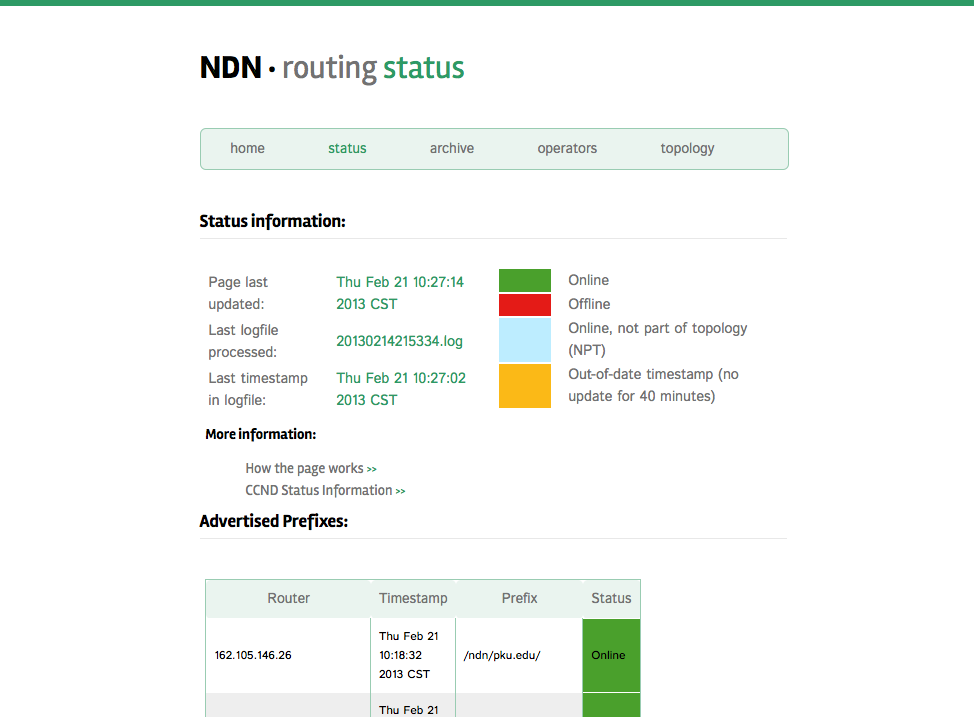 NDN · routing status
home status archive operators topology
Status information:
Page last updated: Thu Feb 21 10:27:14 2013 CST
Last logfile processed: 20130214215334.log
Last timestamp in logfile: Thu Feb 21 10:27:02 2013 CST
Online
Offline
Online, not part of topology
(NPT)
Out-of-date timestamp (no
update for 40 minutes)
More information:
How the page works >>
CCND Status Information >>
Advertised Prefixes:
Router Timestamp Prefix Status
162.105.146.26 Thu Feb 21 10:18:32 2013 CST /ndn/pku.edu/ Online
Thu Feb 21